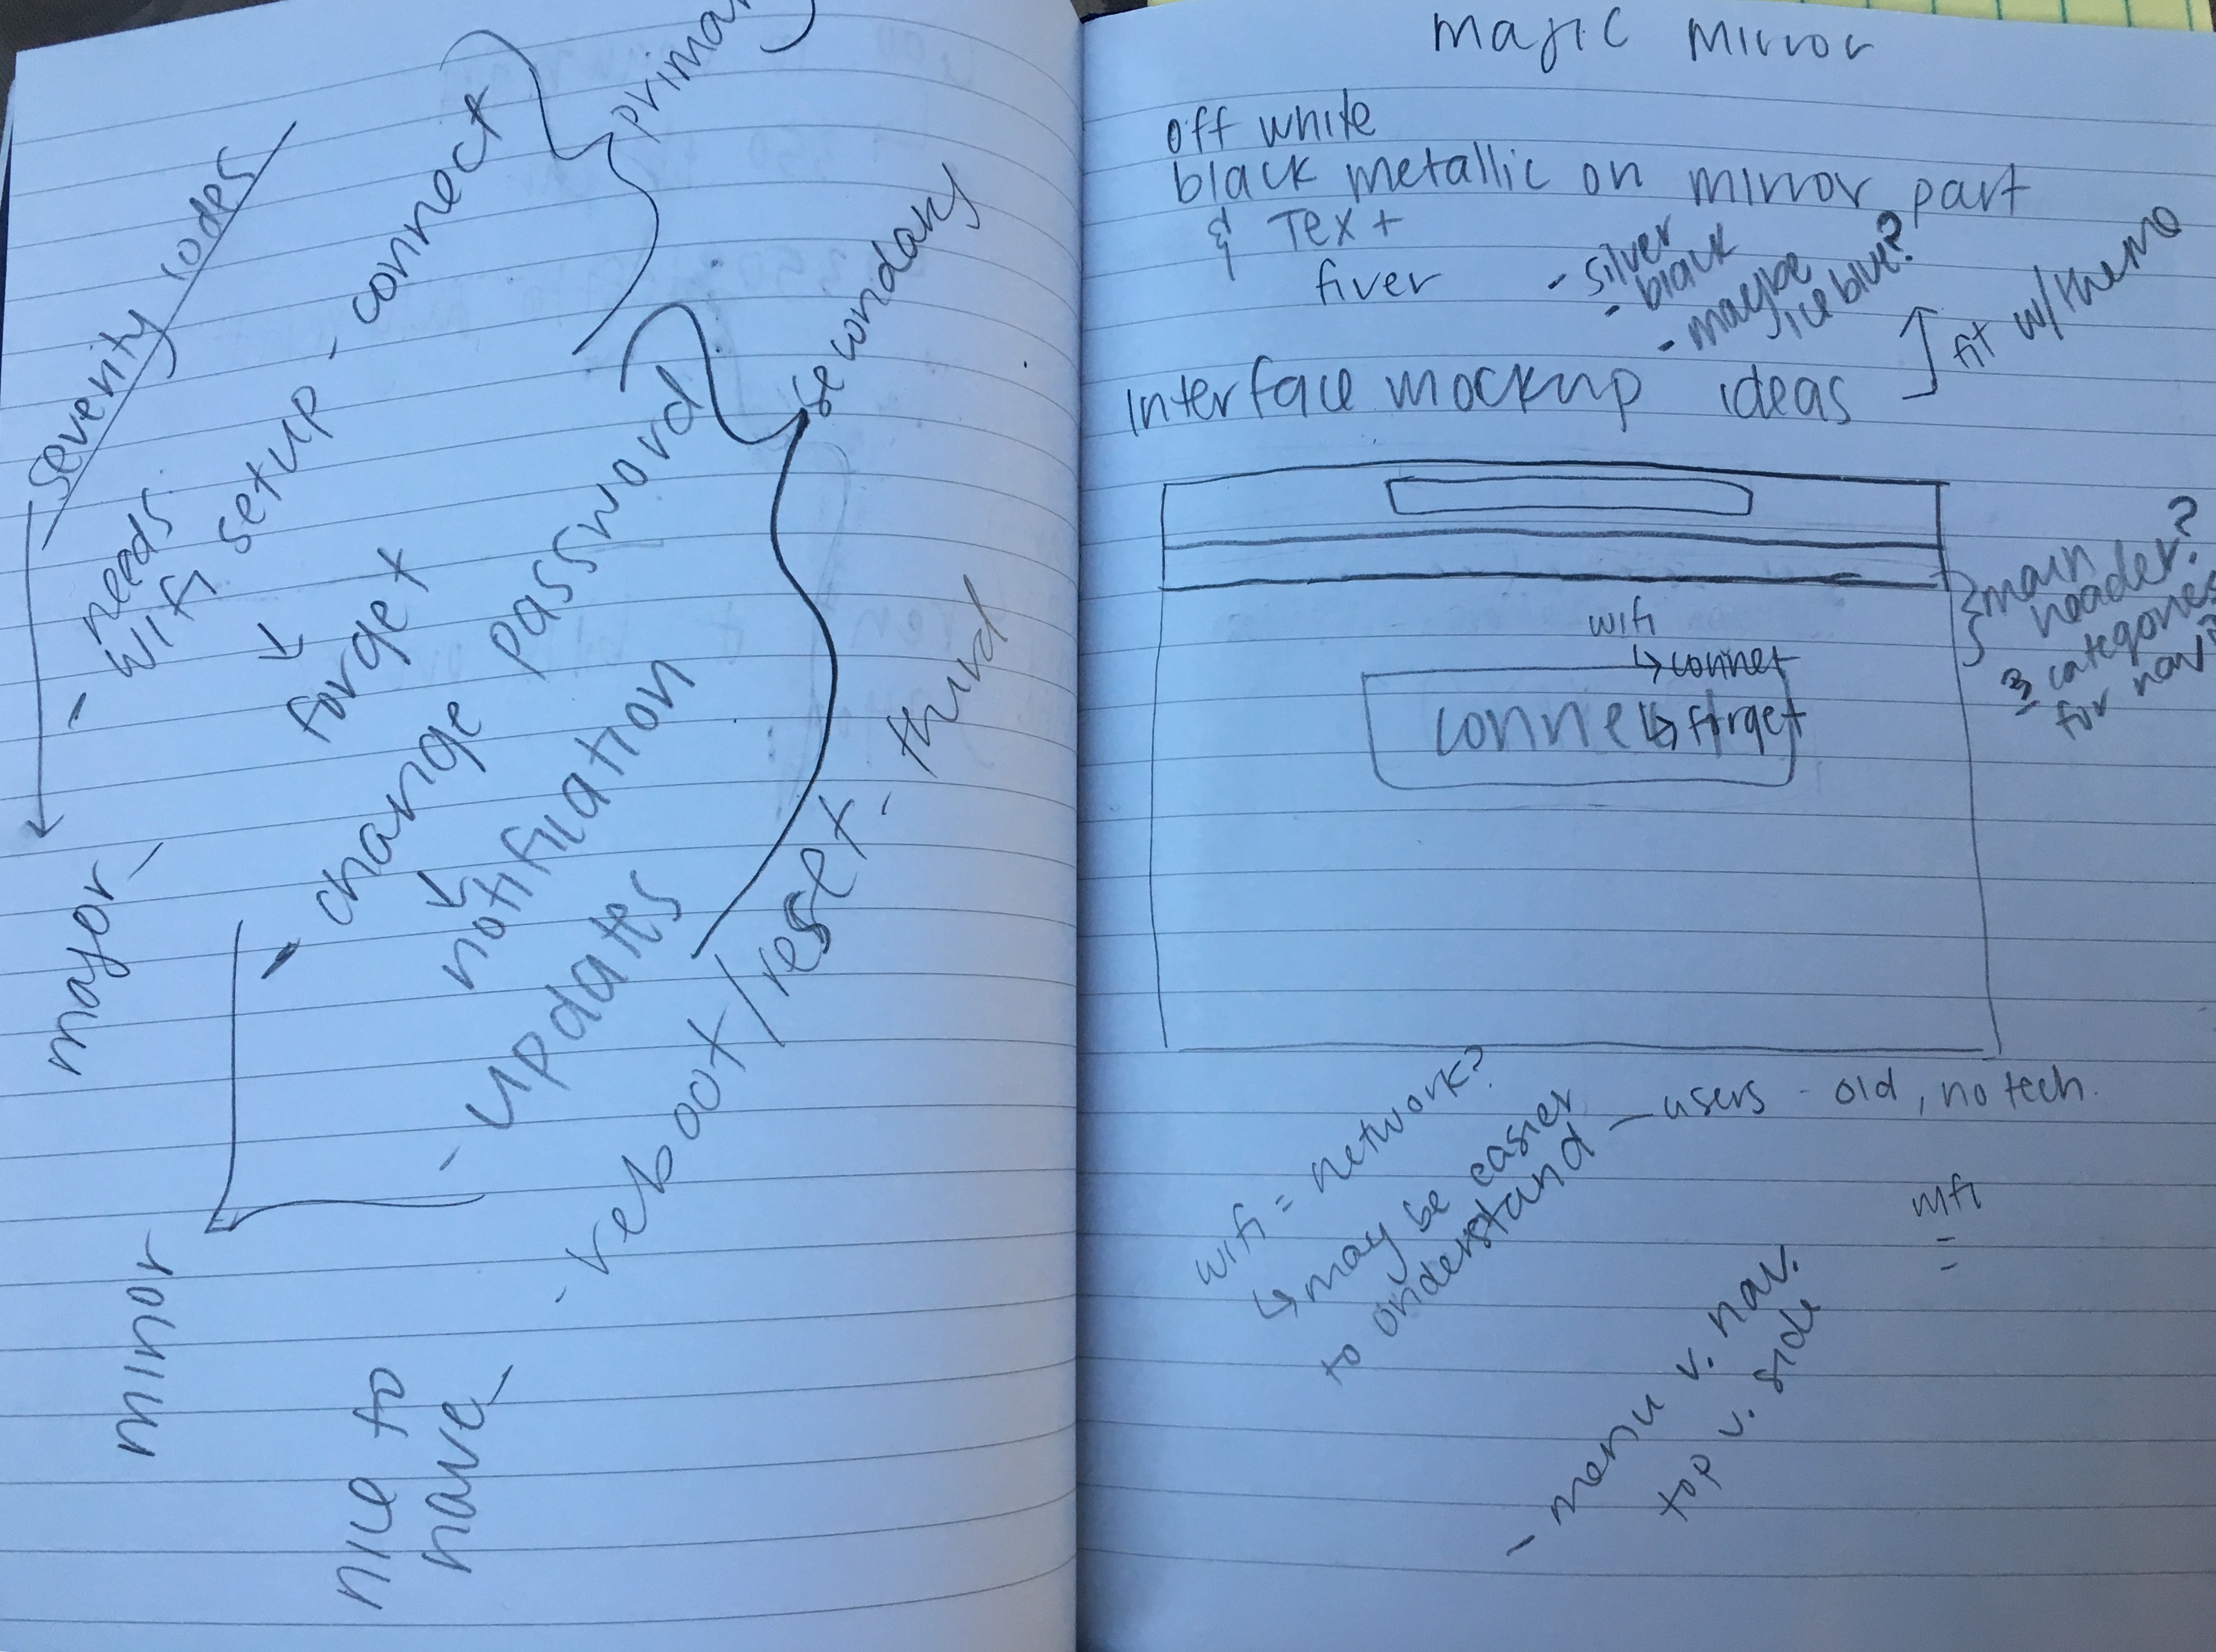 severity codes
needs
- wifi setup - connect
↓ forget
primary
- change password
↓
notification
- updates
secondary
- reboot/reset - third
major -
minor
nice to
have -
majic mirror
off white
black metallic on mirror part
& Text
fiver
- silver
- black
- maybe
ice blue?
fit w/theme
interface mockup ideas
main
header?
3 categories
for nav?
wifi
↳ connet
↳ forget
wifi = network?
↳ may be easier
to understand - users - old, no tech.
wifi
=
- menu v. nav.
top v. side